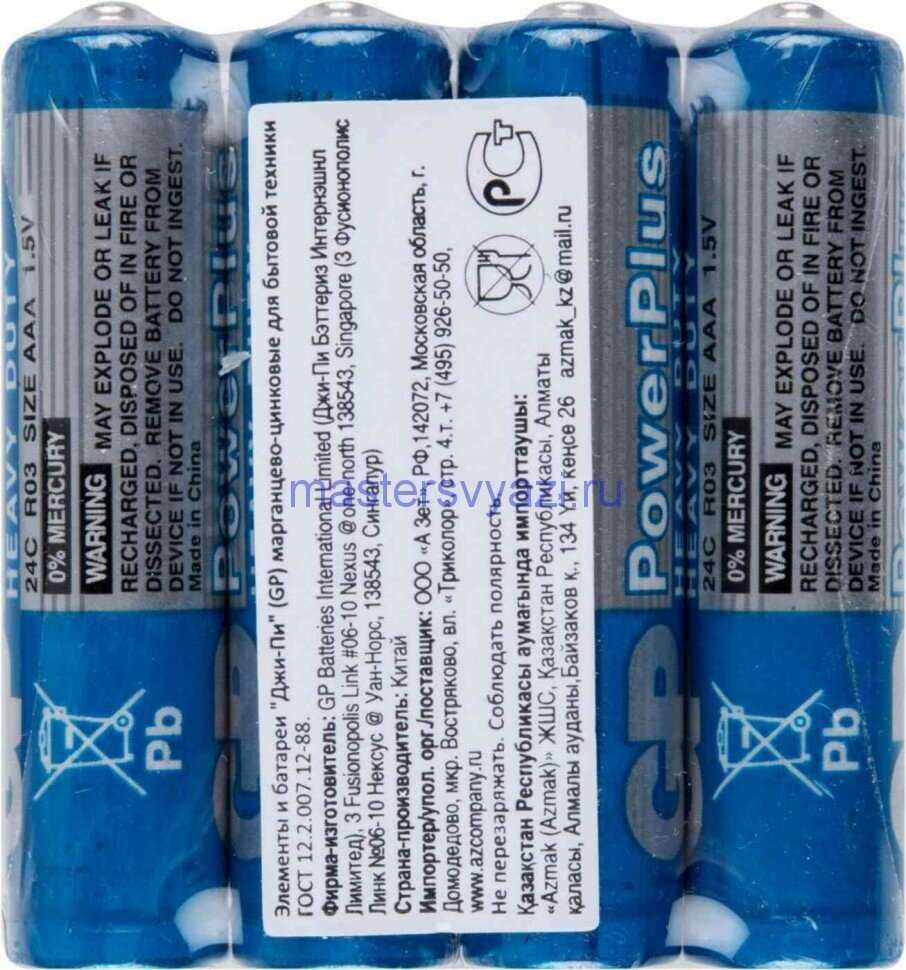 HEAVY DUTY
24C R03 SIZE AAA 1.5V
0% MERCURY
WARNING MAY EXPLODE OR LEAK IF
RECHARGED, DISPOSED OF IN FIRE OR
DISSECTED. REMOVE BATTERY FROM
DEVICE IF NOT IN USE. DO NOT INGEST.
Made in China
Pb
GP
PowerPlus
Элементы и батареи "Джи-Пи" (GP) марганцево-цинковые для бытовой техники
ГОСТ 12.2.007.12-88.
Фирма-изготовитель: GP Batteries International Limited (Джи-Пи Бэттериз Интернэшнл
Лимитед), 3 Fusionopolis Link #06-10 Nexus @one-north 138543, Singapore (3 Фусионополис
Линк №06-10 Нексус @ Уан-Норс, 138543, Сингапур)
Страна-производитель: Китай
Импортер/упол. орг./поставщик: ООО «А Зет» РФ,142072, Московская область, г.
Домодедово, мкр. Востряково, вл. «Триколор», стр. 4.т. +7 (495) 926-50-50,
www.azcompany.ru
Не перезаряжать. Соблюдать полярность.
Қазақстан Республикасы аумағында импорттаушы:
«Azmak (Azmak)» ЖШС, Қазақстан Республикасы, Алматы
қаласы, Алмалы ауданы,Байзаков қ., 134 үй, кеңсе 26 azmak_kz@mail.ru
РСТ
GP
PowerPlus
HEAVY DUTY
24C R03 SIZE AAA 1.5V
0% MERCURY
WARNING MAY EXPLODE OR LEAK IF
RECHARGED, DISPOSED OF IN FIRE OR
DISSECTED. REMOVE BATTERY FROM
DEVICE IF NOT IN USE. DO NOT INGEST.
Made in China
Pb
mastersvyazi.ru